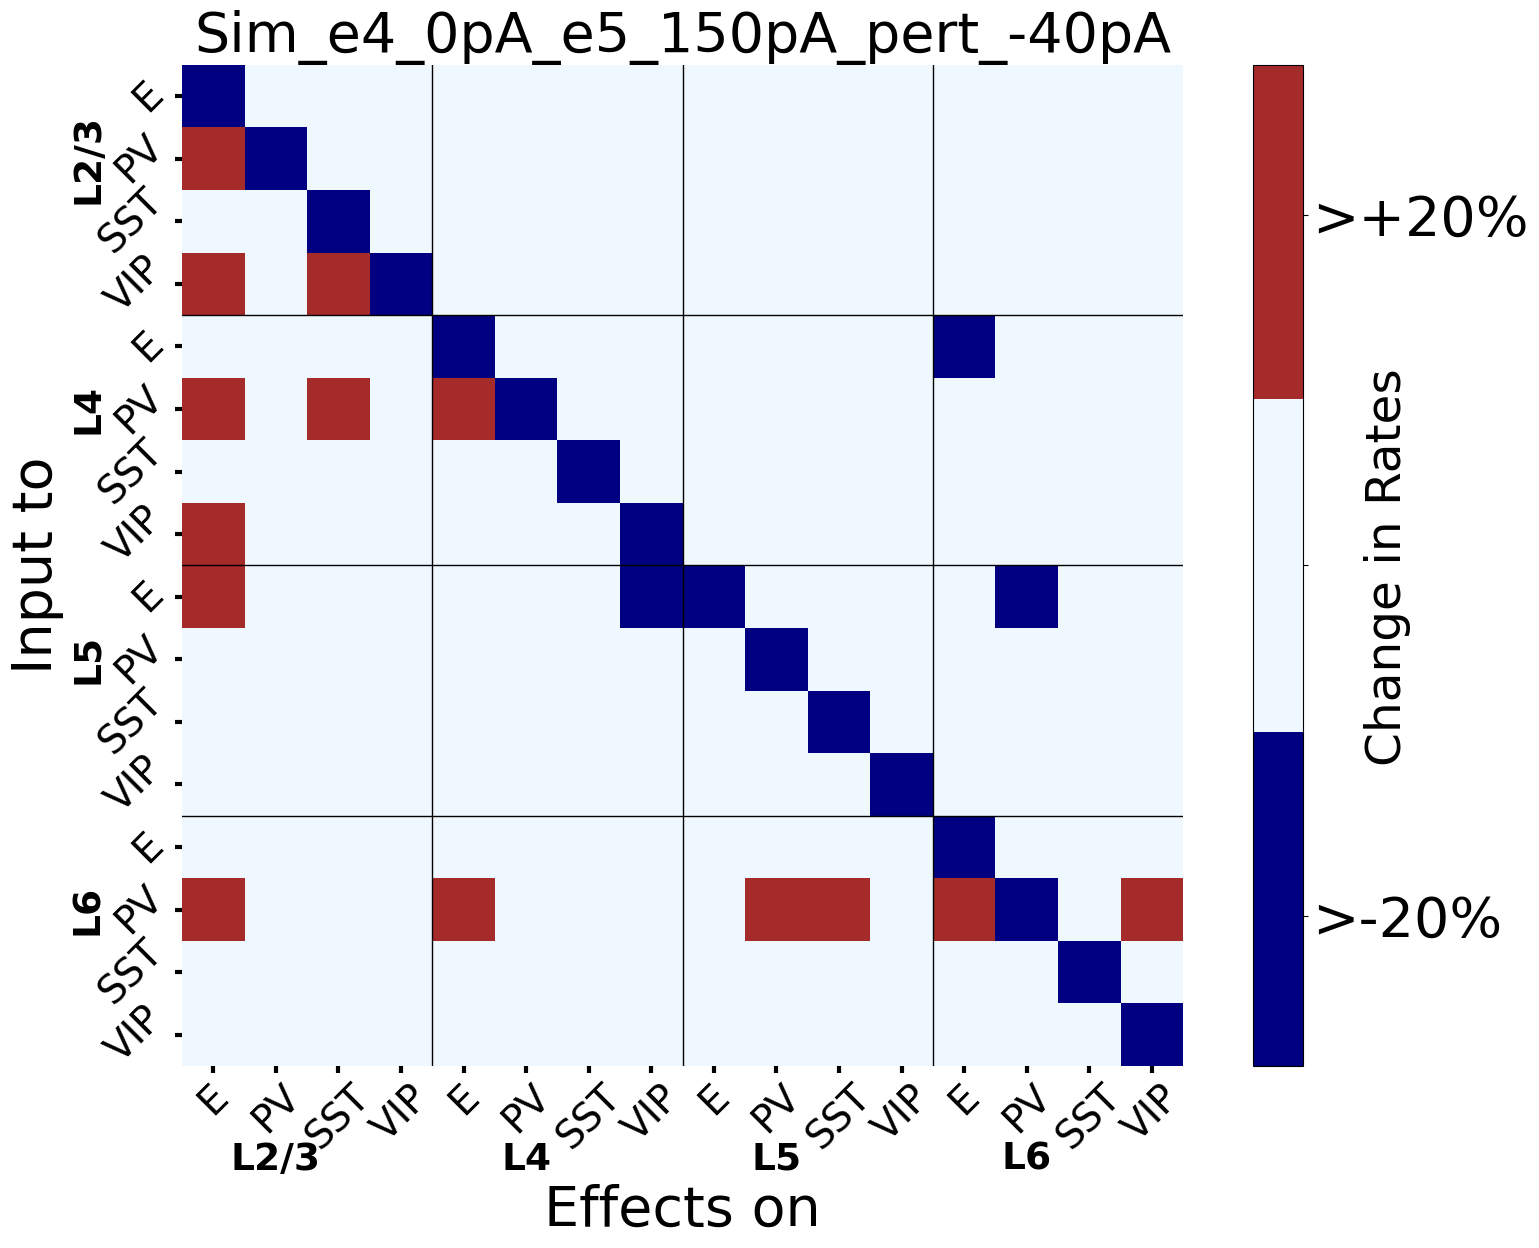 Sim_e4_0pA_e5_150pA_pert_-40pA
Input to
L2/3
E
PV
SST
VIP
L4
E
PV
SST
VIP
L5
E
PV
SST
VIP
L6
E
PV
SST
VIP
E PV SST VIP E PV SST VIP E PV SST VIP E PV SST VIP
L2/3 L4 L5 L6
Effects on
>+20%
>-20%
Change in Rates